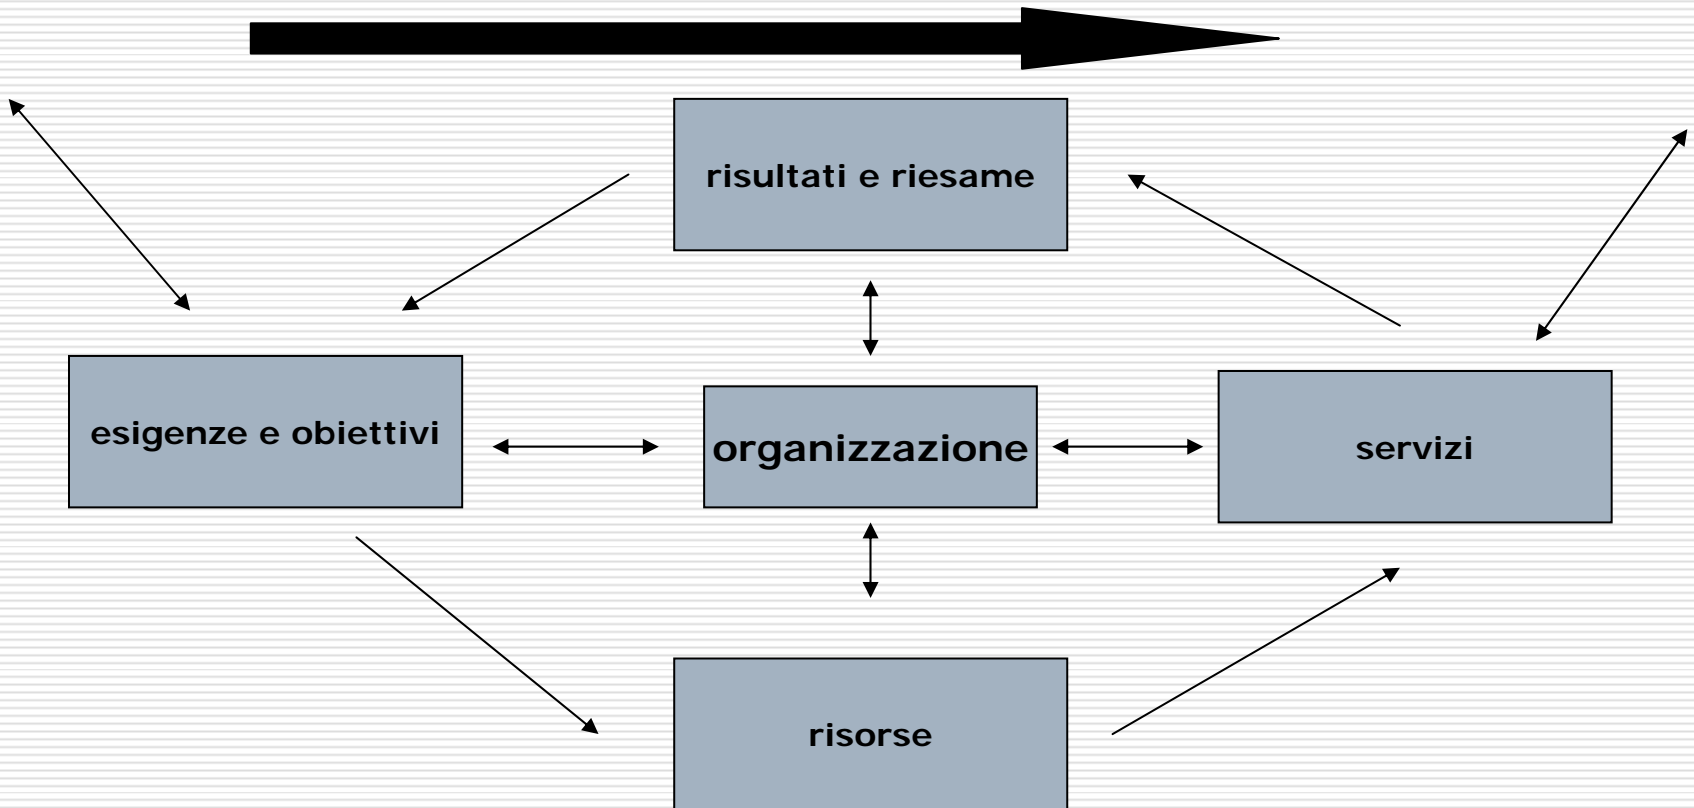 risultati e riesame
esigenze e obiettivi
organizzazione
servizi
risorse